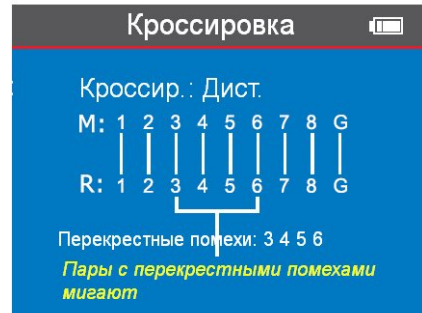 Кроссировка
Кроссир.: Дист.
M: 1 2 3 4 5 6 7 8 G
R: 1 2 3 4 5 6 7 8 G
Перекрестные помехи: 3 4 5 6
Пары с перекрестными помехами
мигают